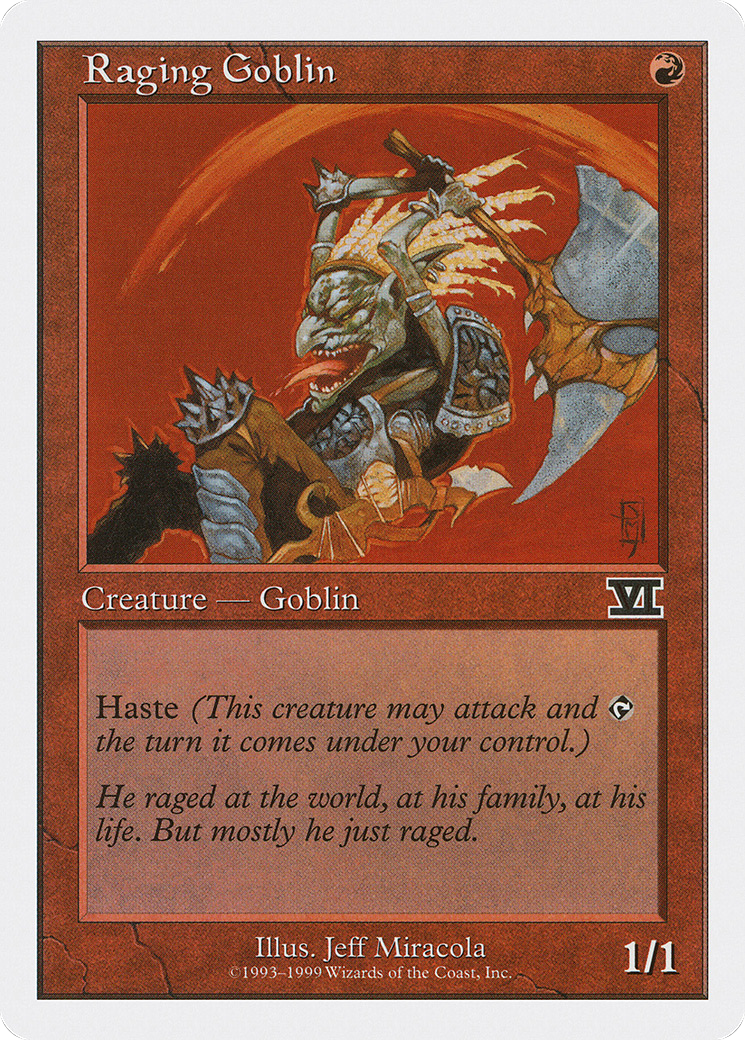 Raging Goblin
Creature — Goblin
VI
Haste (This creature may attack and
the turn it comes under your control.)
He raged at the world, at his family, at his
life. But mostly he just raged.
Illus. Jeff Miracola
©1993–1999 Wizards of the Coast, Inc.
1/1